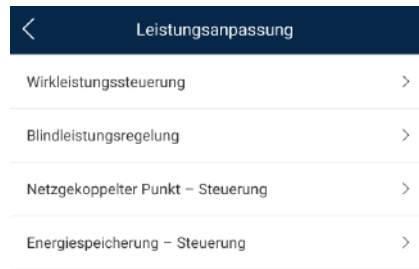 Leistungsanpassung
Wirkleistungssteuerung
Blindleistungsregelung
Netzgekoppelter Punkt – Steuerung
Energiespeicherung – Steuerung